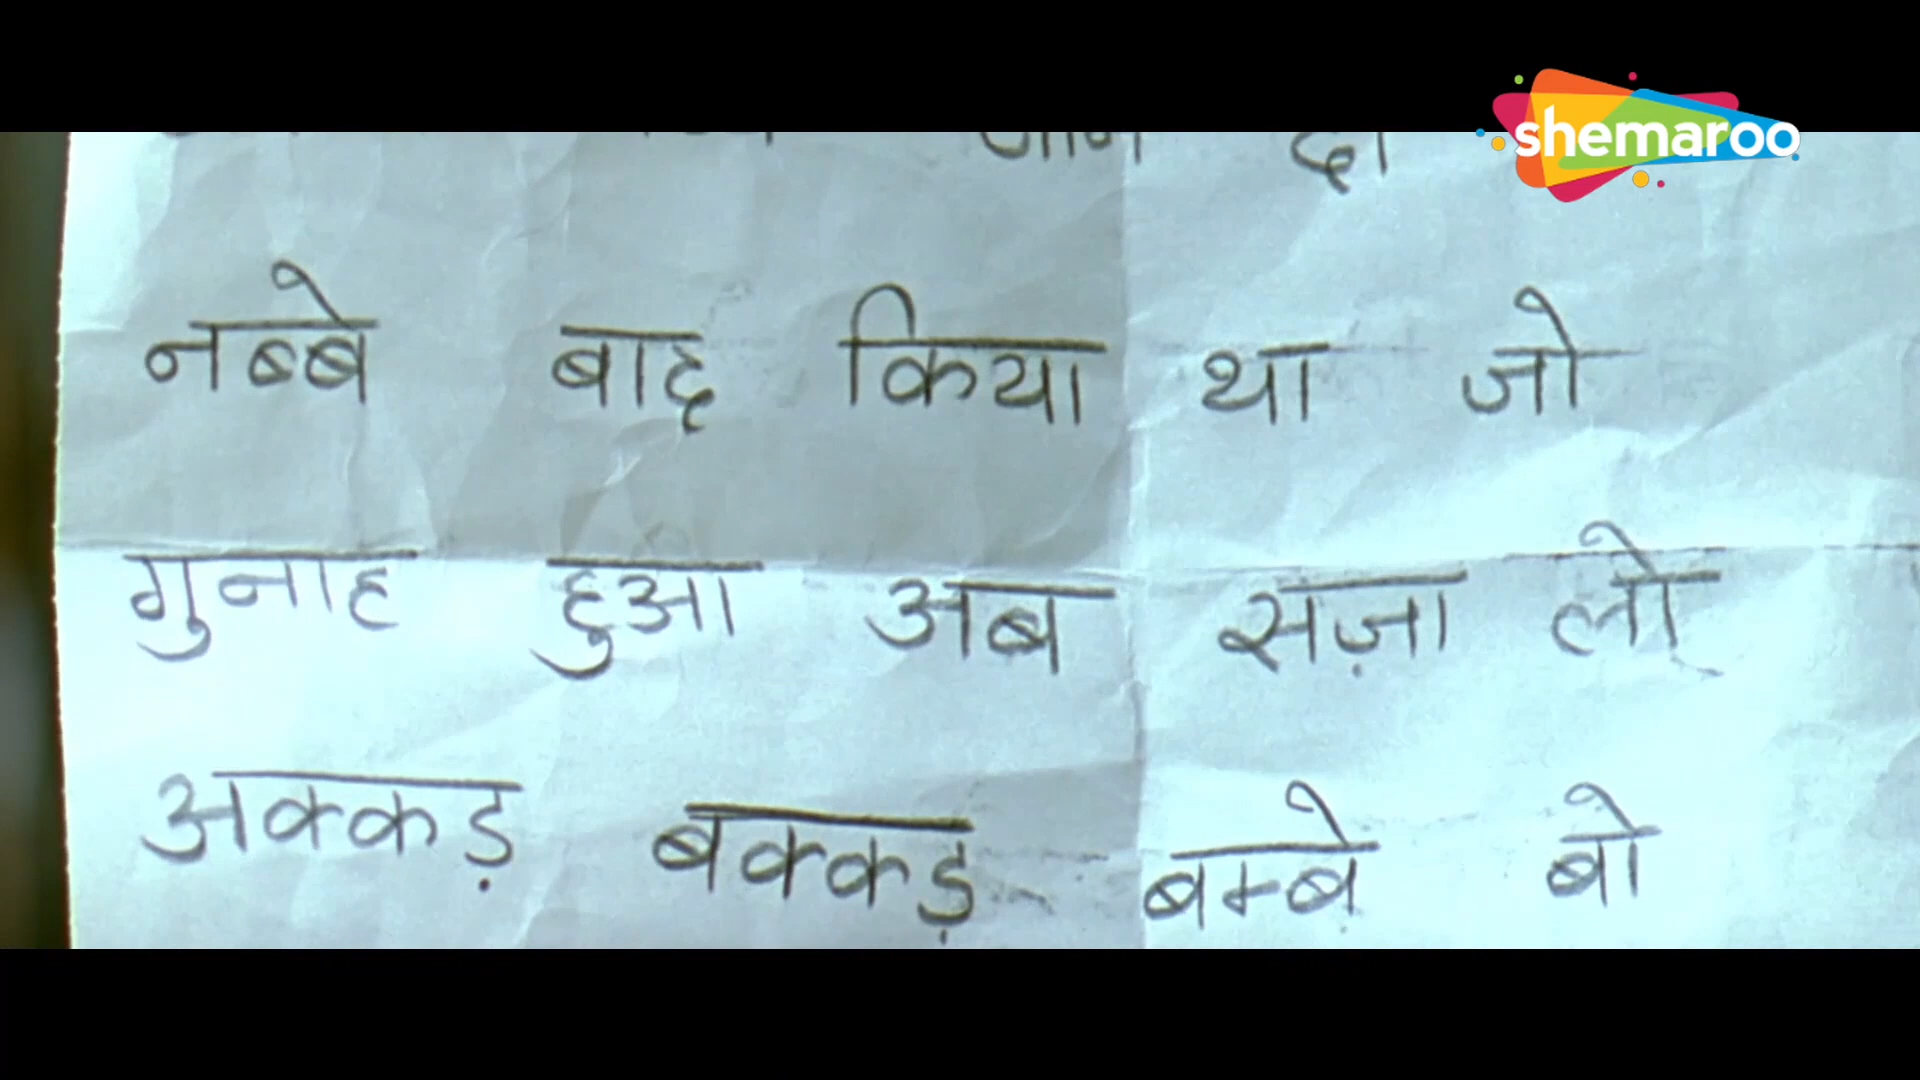 shemaroo
नब्बे बाद किया था जो
गुनाह हुआ अब सज़ा लो
अक्कड़ बक्कड़ बम्बे बो